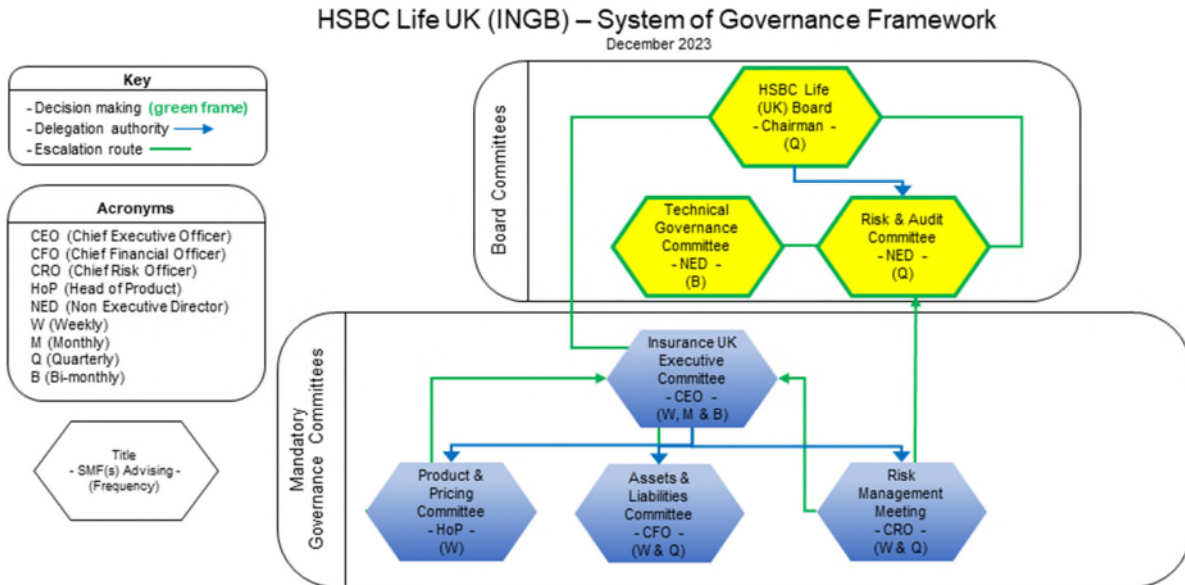 HSBC Life UK (INGB) – System of Governance Framework
December 2023
Key
- Decision making (green frame)
- Delegation authority
- Escalation route
Acronyms
CEO (Chief Executive Officer)
CFO (Chief Financial Officer)
CRO (Chief Risk Officer)
HoP (Head of Product)
NED (Non Executive Director)
W (Weekly)
M (Monthly)
Q (Quarterly)
B (Bi-monthly)
Title
- SMF(s) Advising -
(Frequency)
Board Committees
HSBC Life
(UK) Board
- Chairman -
(Q)
Technical
Governance
Committee
- NED -
(B)
Risk & Audit
Committee
- NED -
(Q)
Mandatory
Governance Committees
Insurance UK
Executive
Committee
- CEO -
(W, M & B)
Product &
Pricing
Committee
- HoP -
(W)
Assets &
Liabilities
Committee
- CFO -
(W & Q)
Risk
Management
Meeting
- CRO -
(W & Q)